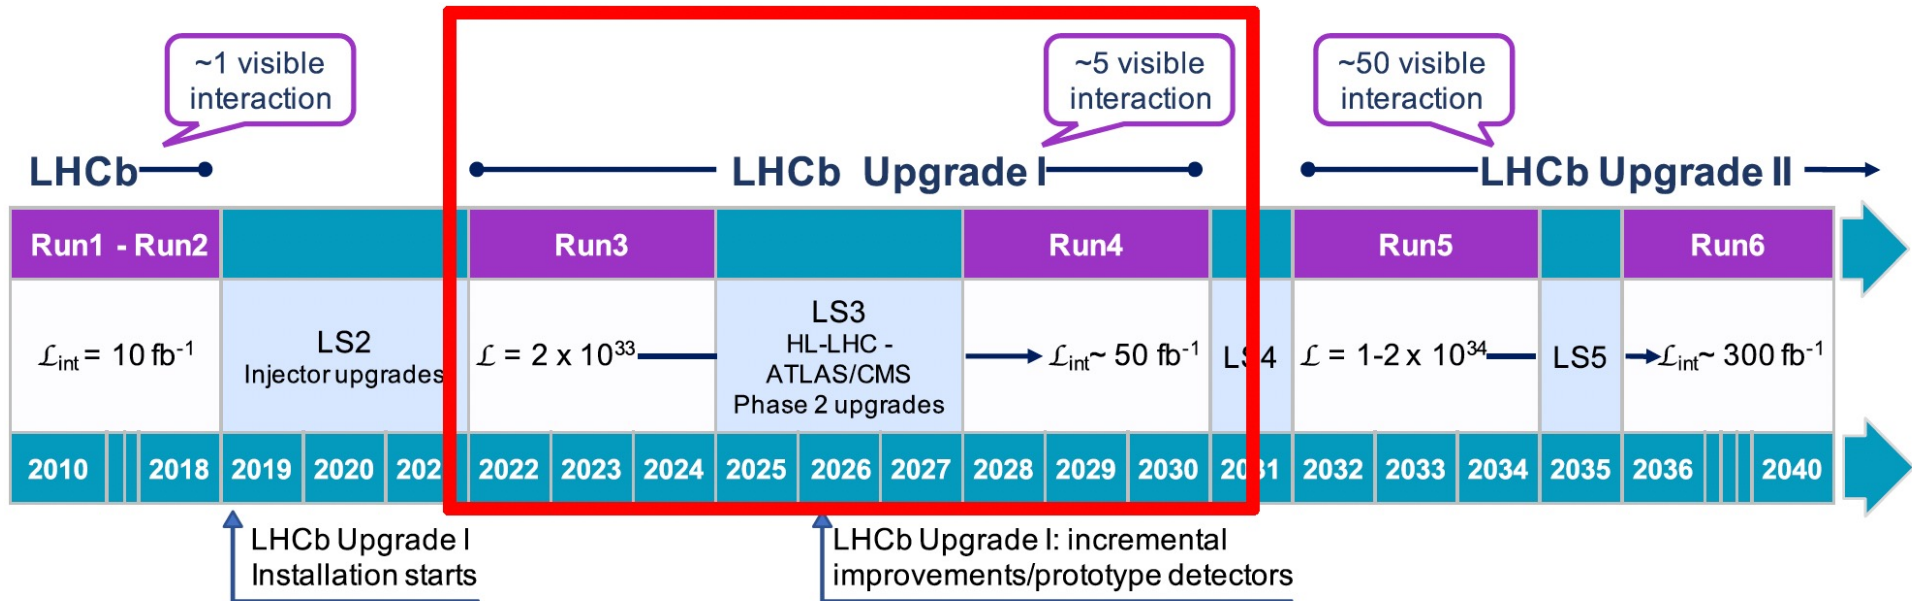 ~1 visible
interaction
~5 visible
interaction
~50 visible
interaction
LHCb
LHCb Upgrade I
LHCb Upgrade II
Run1 - Run2
Run3
Run4
Run5
Run6
ℒint = 10 fb-1
LS2
Injector upgrades
ℒ = 2 x 10³³
LS3
HL-LHC -
ATLAS/CMS
Phase 2 upgrades
ℒint~ 50 fb-1
LS4
ℒ = 1-2 x 10³⁴
LS5
ℒint~ 300 fb-1
2010 2018 2019 2020 202 2022 2023 2024 2025 2026 2027 2028 2029 2030 2031 2032 2033 2034 2035 2036 2040
LHCb Upgrade I
Installation starts
LHCb Upgrade I: incremental
improvements/prototype detectors